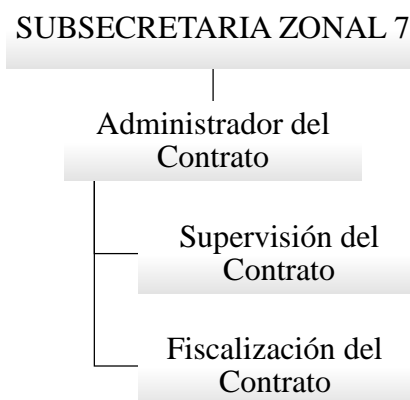 SUBSECRETARIA ZONAL 7
Administrador del
Contrato
Supervisión del
Contrato
Fiscalización del
Contrato